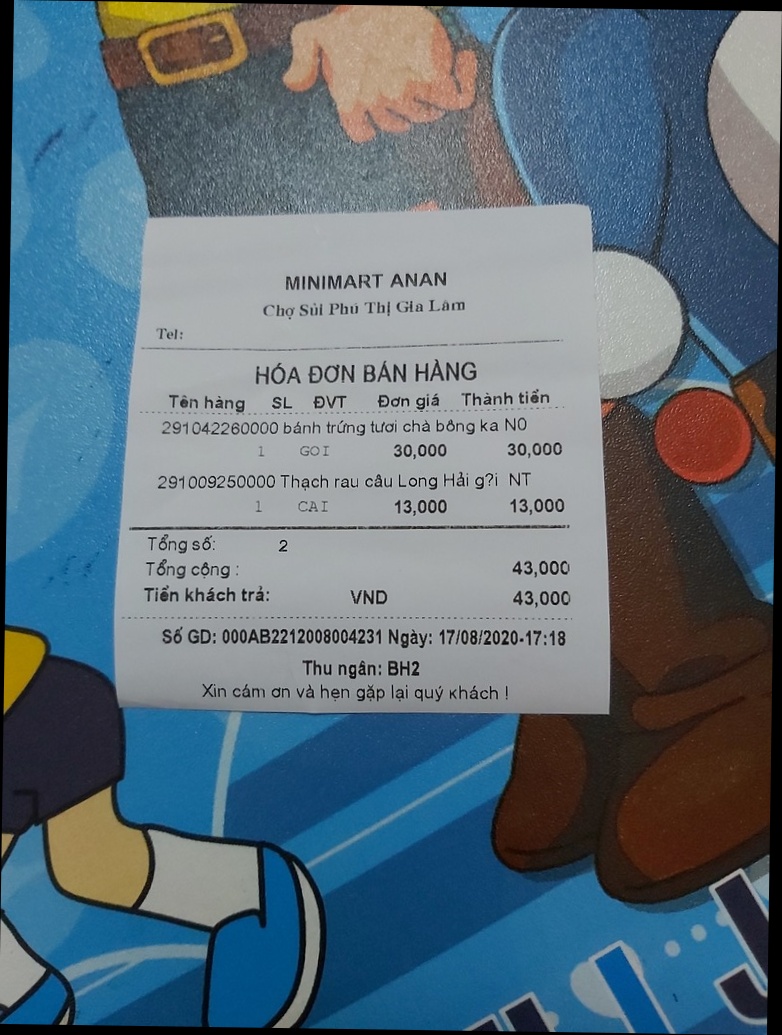 MINIMART ANAN
Chợ Sủi Phú Thị Gia Lâm
Tel:
HÓA ĐƠN BÁN HÀNG
Tên hàng SL ĐVT Đơn giá Thành tiền
291042260000 bánh trứng tươi chà bông ka N0
1 GOI 30,000 30,000
291009250000 Thạch rau câu Long Hải g?i NT
1 CAI 13,000 13,000
Tổng số: 2
Tổng cộng : 43,000
Tiền khách trả: VND 43,000
Số GD: 000AB2212008004231 Ngày: 17/08/2020-17:18
Thu ngân: BH2
Xin cám ơn và hẹn gặp lại quý khách !